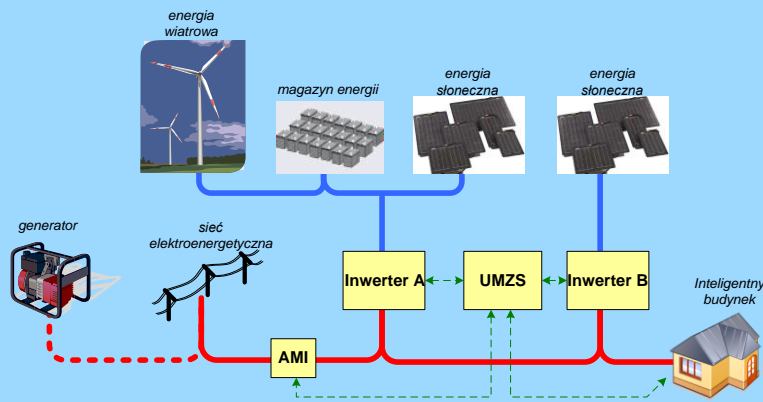 energia
wiatrowa
magazyn energii
energia
słoneczna
energia
słoneczna
generator
sieć
elektroenergetyczna
Inwerter A
UMZS
Inwerter B
Inteligentny
budynek
AMI